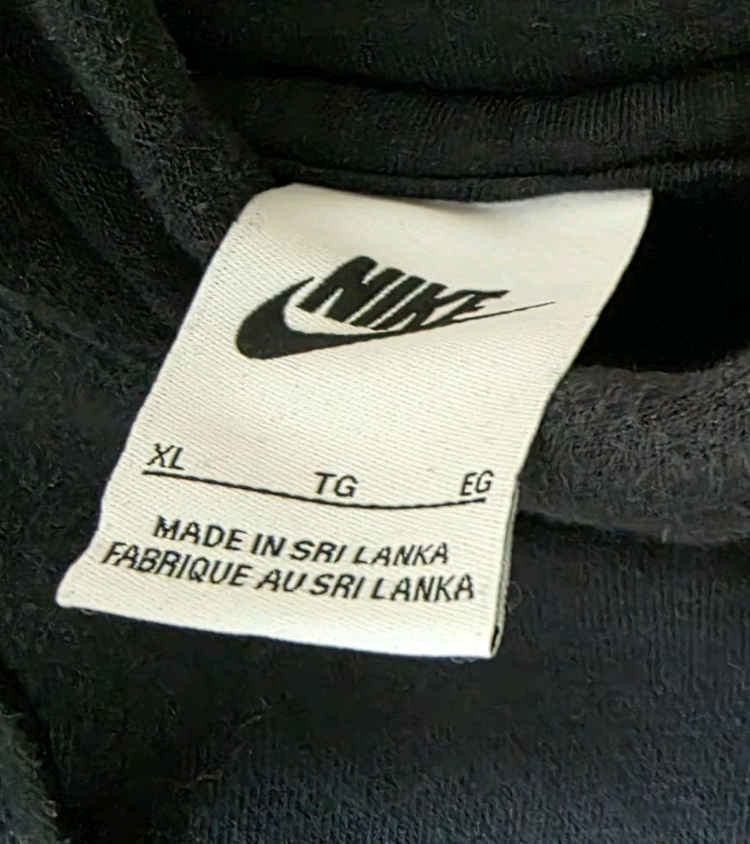 NIKE
XL TG EG
MADE IN SRI LANKA
FABRIQUE AU SRI LANKA